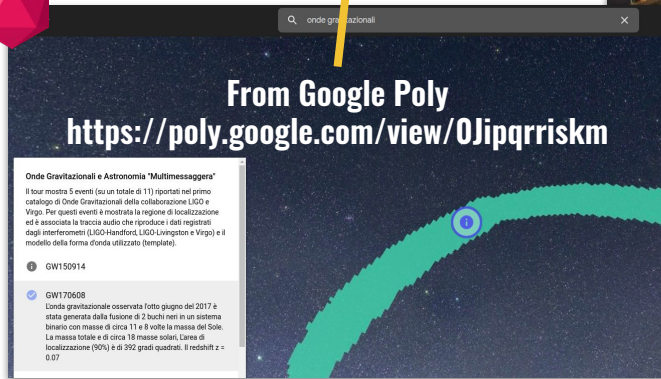 onde gravitazionali
From Google Poly
https://poly.google.com/view/0Jipqrriskm
Onde Gravitazionali e Astronomia "Multimessaggera"
Il tour mostra 5 eventi (su un totale di 11) riportati nel primo
catalogo di Onde Gravitazionali della collaborazione LIGO e
Virgo. Per questi eventi è mostrata la regione di localizzazione
ed è associata la traccia audio che riproduce i dati registrati
dagli interferometri (LIGO-Handford, LIGO-Livingston e Virgo) e il
modello della forma d'onda utilizzato (template).
GW150914
GW170608
L'onda gravitazionale osservata l'otto giugno del 2017 è
stata generata dalla fusione di 2 buchi neri in un sistema
binario con masse di circa 11 e 8 volte la massa del Sole.
La massa totale e di circa 18 masse solari, L'area di
localizzazione (90%) è di 392 gradi quadrati. Il redshift z =
0.07